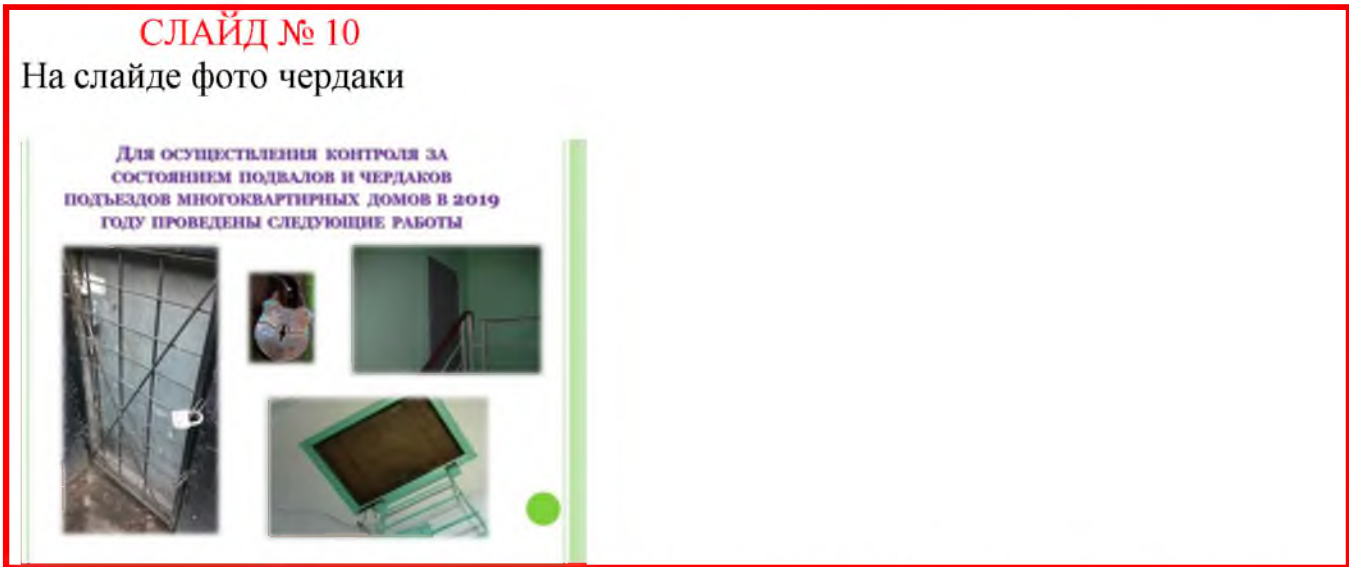 СЛАЙД № 10
На слайде фото чердаки
Для осуществления контроля за
состоянием подвалов и чердаков
подъездов многоквартирных домов в 2019
году проведены следующие работы